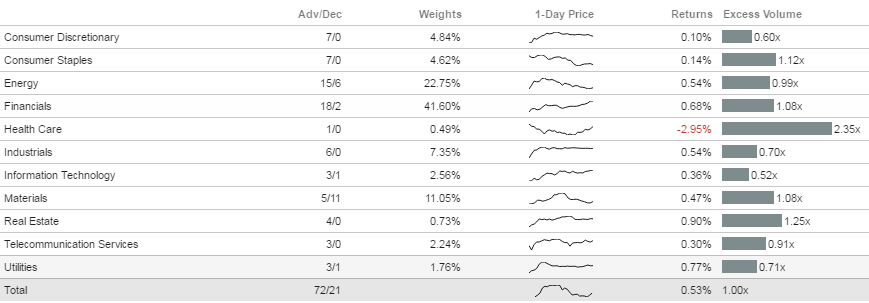 Adv/Dec Weights 1-Day Price Returns Excess Volume
Consumer Discretionary 7/0 4.84% 0.10% 0.60x
Consumer Staples 7/2 4.62% 0.14% 1.12x
Energy 15/6 22.75% 0.54% 0.99x
Financials 18/2 41.60% 0.68% 1.08x
Health Care 1/0 0.49% -2.95% 2.35x
Industrials 6/0 7.35% 0.54% 0.70x
Information Technology 3/1 2.56% 0.36% 0.52x
Materials 5/11 11.05% 0.47% 1.08x
Real Estate 4/0 0.73% 0.90% 1.25x
Telecommunication Services 3/0 2.24% 0.30% 0.91x
Utilities 3/1 1.76% 0.77% 0.71x
Total 72/21 0.53% 1.00x